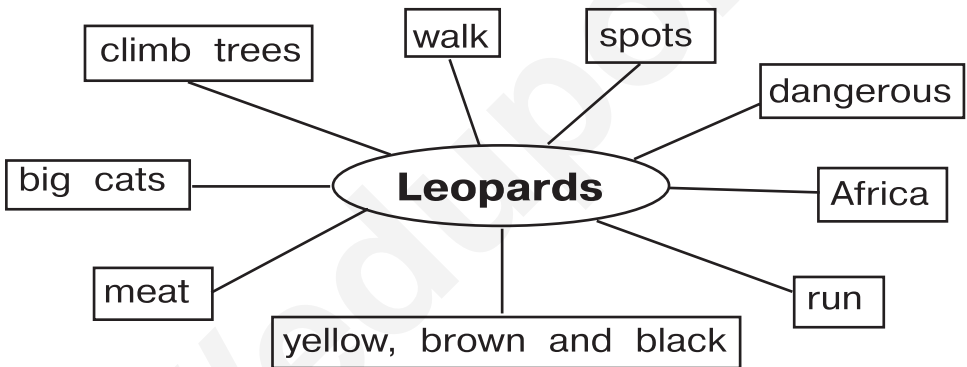 climb trees
walk
spots
dangerous
big cats
Leopards
Africa
meat
run
yellow, brown and black